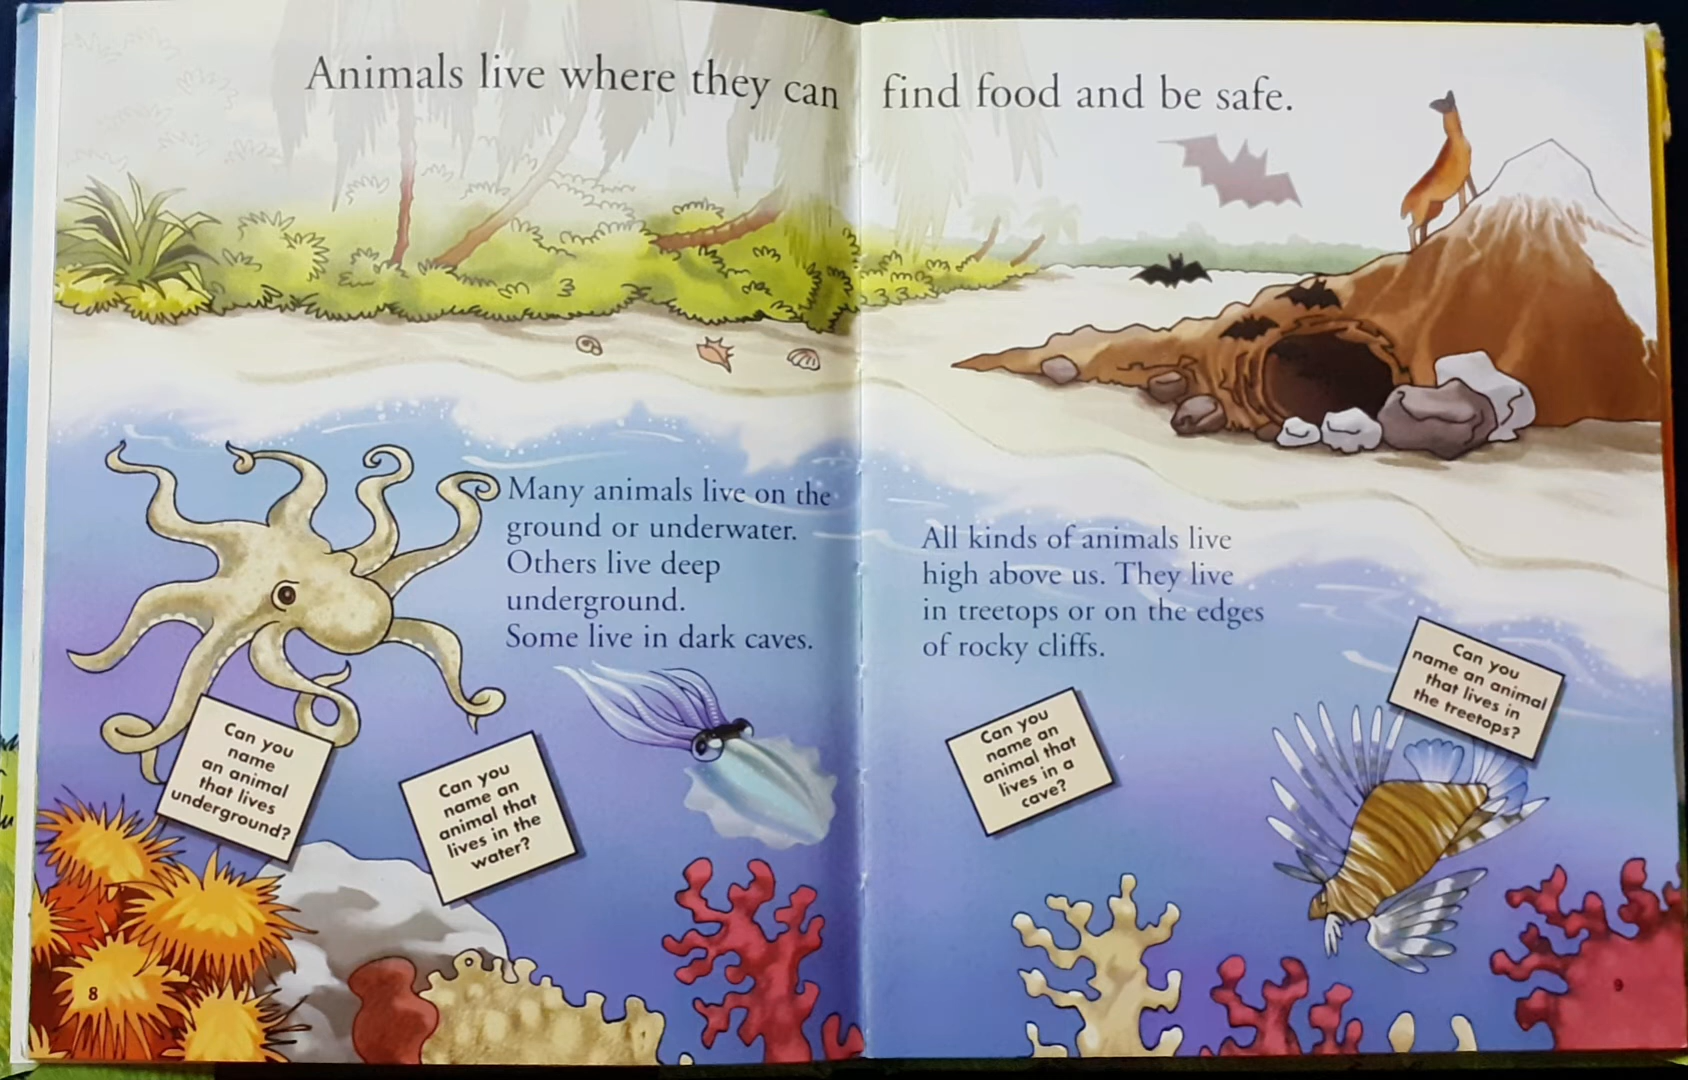 Animals live where they can find food and be safe.
Many animals live on the
ground or underwater.
Others live deep
underground.
Some live in dark caves.
Can you
name
an animal
that lives
underground?
Can you
name an
animal that
lives in the
water?
8
All kinds of animals live
high above us. They live
in treetops or on the edges
of rocky cliffs.
Can you
name an
animal that
lives in a
cave?
Can you
name an animal
that lives in
the treetops?
9